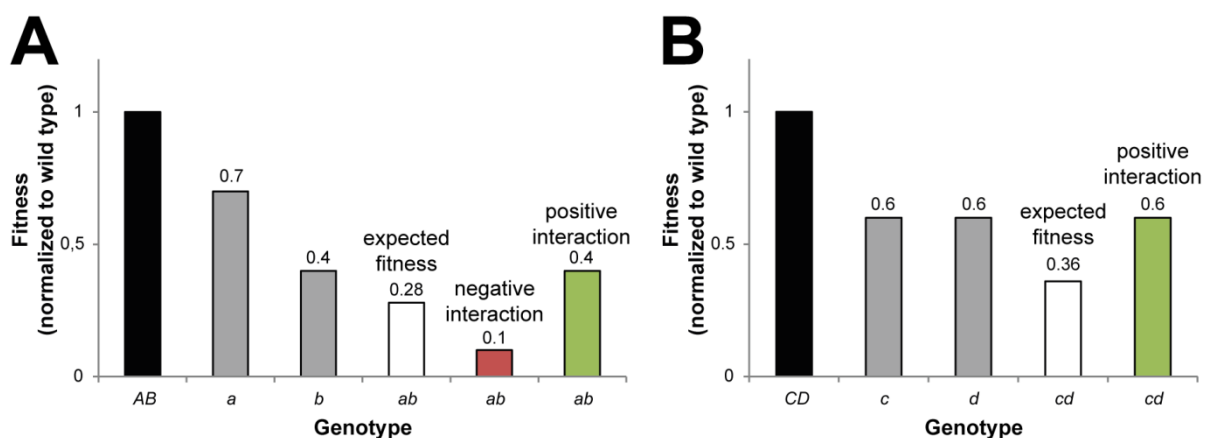 A
Fitness
(normalized to wild type)
1
0,5
0
0.7
0.4
expected
fitness
0.28
negative
interaction
0.1
positive
interaction
0.4
AB
a
b
ab
ab
ab
Genotype
B
Fitness
(normalized to wild type)
1
0,5
0
0.6
0.6
expected
fitness
0.36
positive
interaction
0.6
CD
c
d
cd
cd
Genotype